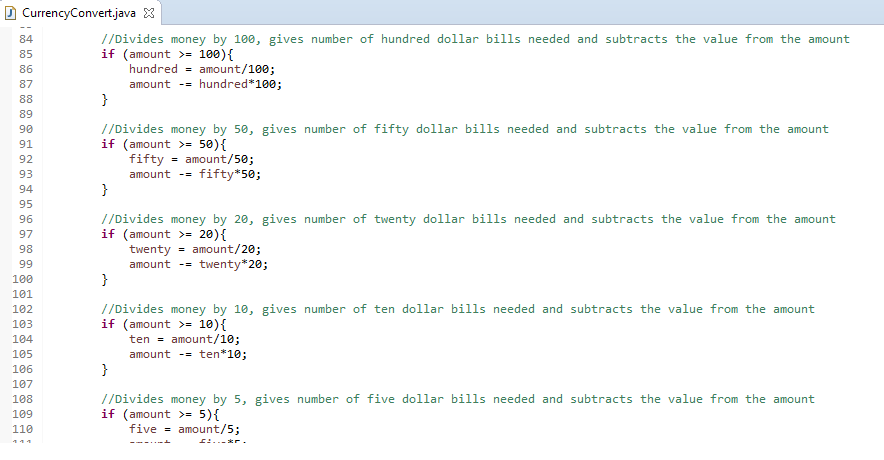 CurrencyConvert.java
84 //Divides money by 100, gives number of hundred dollar bills needed and subtracts the value from the amount
85 if (amount >= 100){
86 hundred = amount/100;
87 amount -= hundred*100;
88 }
89
90 //Divides money by 50, gives number of fifty dollar bills needed and subtracts the value from the amount
91 if (amount >= 50){
92 fifty = amount/50;
93 amount -= fifty*50;
94 }
95
96 //Divides money by 20, gives number of twenty dollar bills needed and subtracts the value from the amount
97 if (amount >= 20){
98 twenty = amount/20;
99 amount -= twenty*20;
100 }
101
102 //Divides money by 10, gives number of ten dollar bills needed and subtracts the value from the amount
103 if (amount >= 10){
104 ten = amount/10;
105 amount -= ten*10;
106 }
107
108 //Divides money by 5, gives number of five dollar bills needed and subtracts the value from the amount
109 if (amount >= 5){
110 five = amount/5;